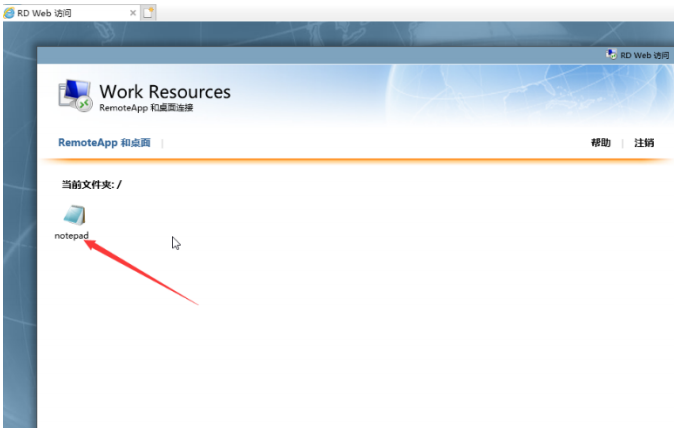 RD Web 访问
RD Web 访问
Work Resources
RemoteApp 和桌面连接
RemoteApp 和桌面
帮助
注销
当前文件夹: /
notepad